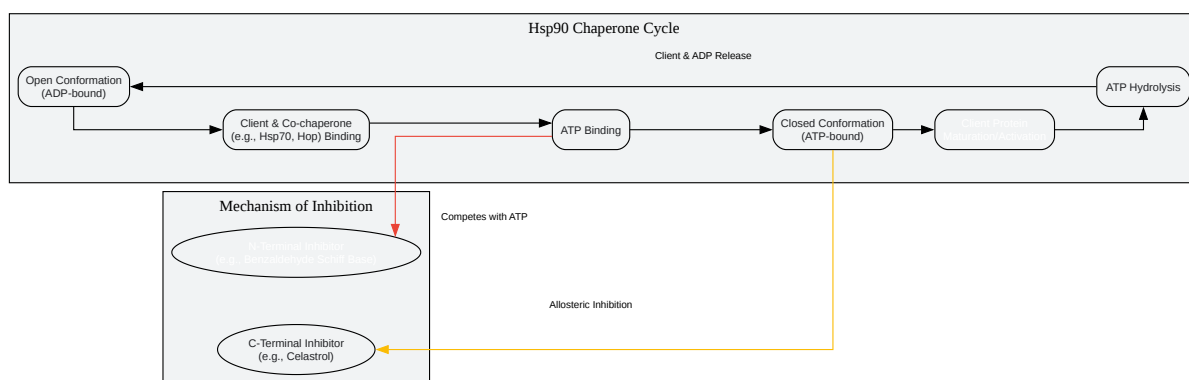 Hsp90 Chaperone Cycle
Client & ADP Release
Open Conformation
(ADP-bound)
ATP Hydrolysis
Client & Co-chaperone
(e.g., Hsp70, Hop) Binding
ATP Binding
Closed Conformation
(ATP-bound)
Client Protein
Maturation/Activation
Mechanism of Inhibition
Competes with ATP
N-Terminal Inhibitor
(e.g., Benzaldehyde Schiff Base)
Allosteric Inhibition
C-Terminal Inhibitor
(e.g., Celastrol)